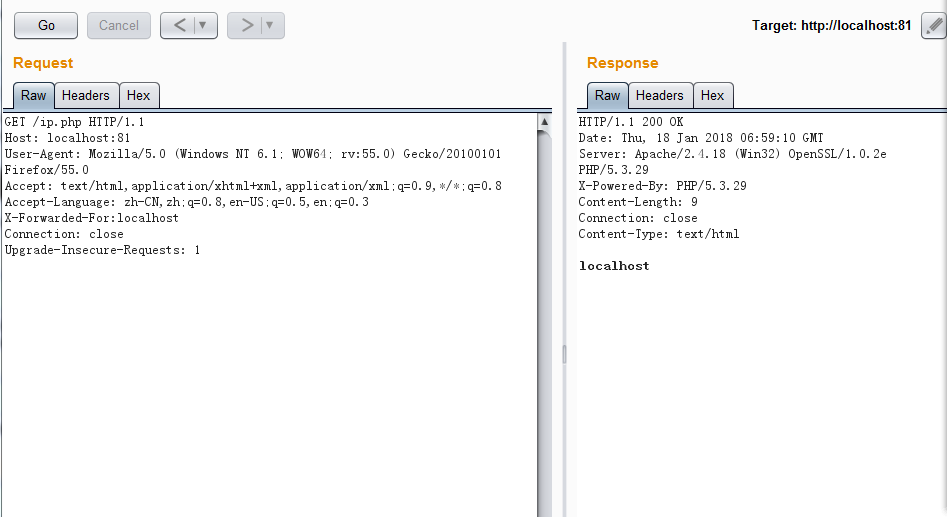 Go Cancel < ▼ > ▼ Target: http://localhost:81
Request
Raw Headers Hex
GET /ip.php HTTP/1.1
Host: localhost:81
User-Agent: Mozilla/5.0 (Windows NT 6.1; WOW64; rv:55.0) Gecko/20100101
Firefox/55.0
Accept: text/html,application/xhtml+xml,application/xml;q=0.9,*/*;q=0.8
Accept-Language: zh-CN,zh;q=0.8,en-US;q=0.5,en;q=0.3
X-Forwarded-For:localhost
Connection: close
Upgrade-Insecure-Requests: 1
Response
Raw Headers Hex
HTTP/1.1 200 OK
Date: Thu, 18 Jan 2018 06:59:10 GMT
Server: Apache/2.4.18 (Win32) OpenSSL/1.0.2e
PHP/5.3.29
X-Powered-By: PHP/5.3.29
Content-Length: 9
Connection: close
Content-Type: text/html
localhost